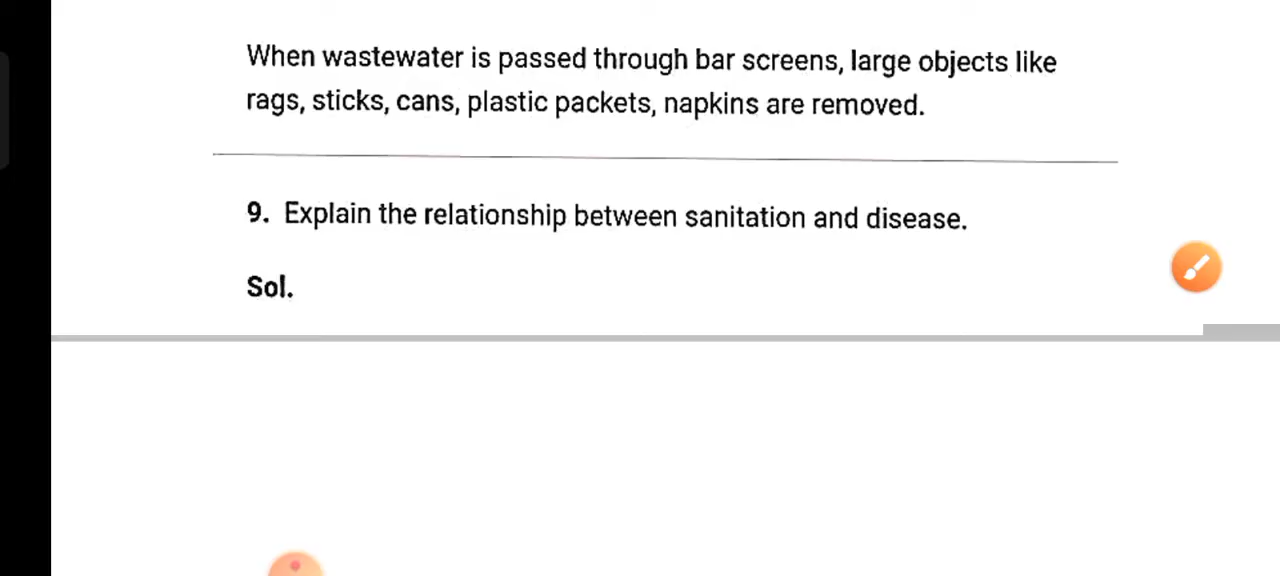 When wastewater is passed through bar screens, large objects like
rags, sticks, cans, plastic packets, napkins are removed.
9. Explain the relationship between sanitation and disease.
Sol.